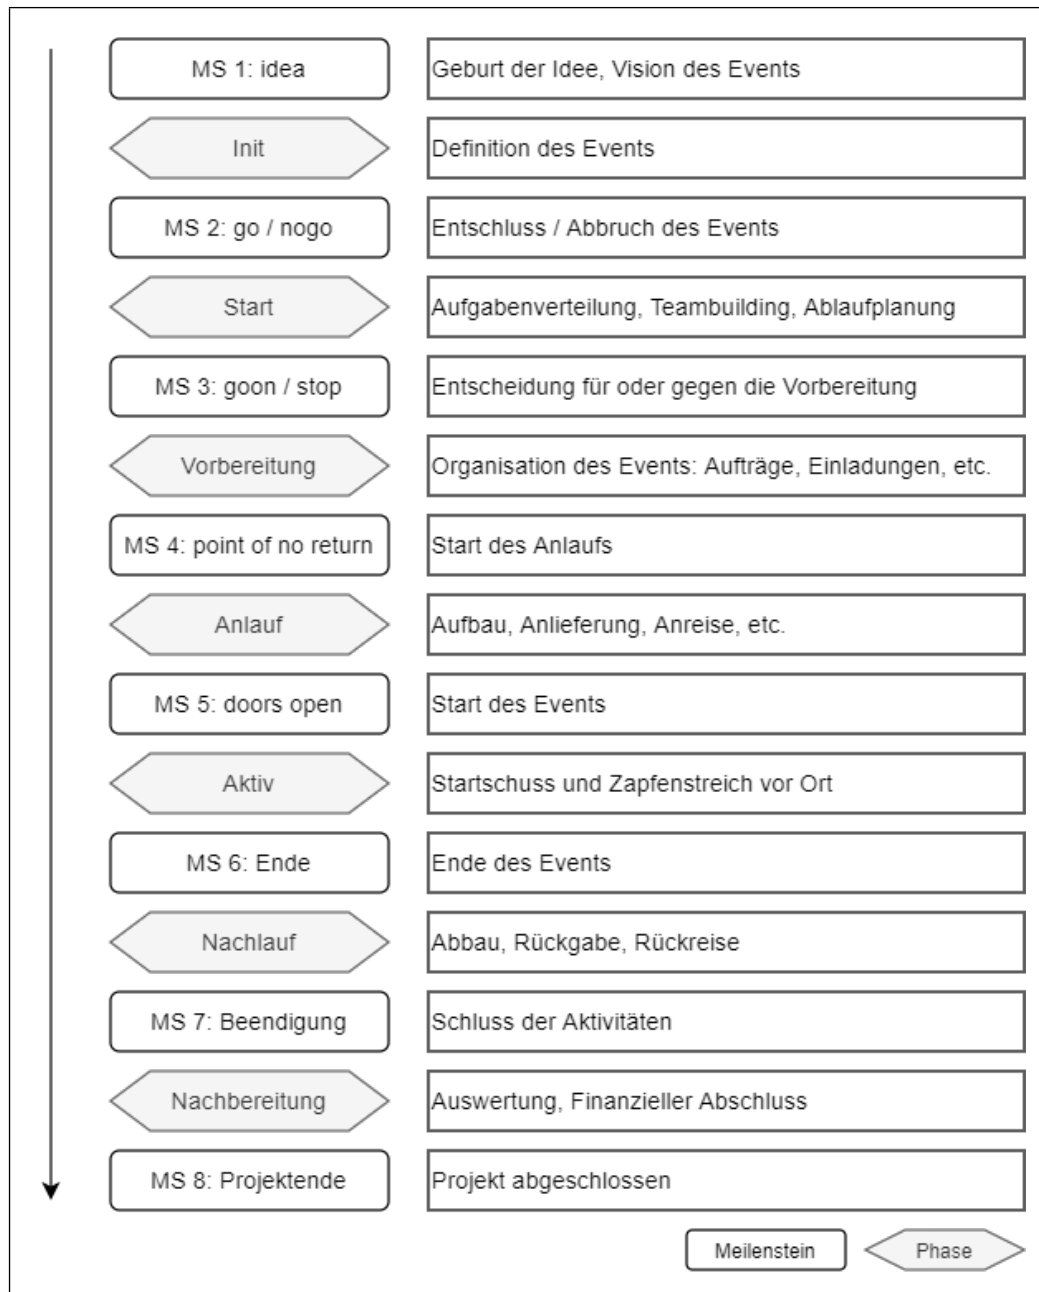 MS 1: idea
Geburt der Idee, Vision des Events
Init
Definition des Events
MS 2: go / nogo
Entschluss / Abbruch des Events
Start
Aufgabenverteilung, Teambuilding, Ablaufplanung
MS 3: goon / stop
Entscheidung für oder gegen die Vorbereitung
Vorbereitung
Organisation des Events: Aufträge, Einladungen, etc.
MS 4: point of no return
Start des Anlaufs
Anlauf
Aufbau, Anlieferung, Anreise, etc.
MS 5: doors open
Start des Events
Aktiv
Startschuss und Zapfenstreich vor Ort
MS 6: Ende
Ende des Events
Nachlauf
Abbau, Rückgabe, Rückreise
MS 7: Beendigung
Schluss der Aktivitäten
Nachbereitung
Auswertung, Finanzieller Abschluss
MS 8: Projektende
Projekt abgeschlossen
Meilenstein
Phase